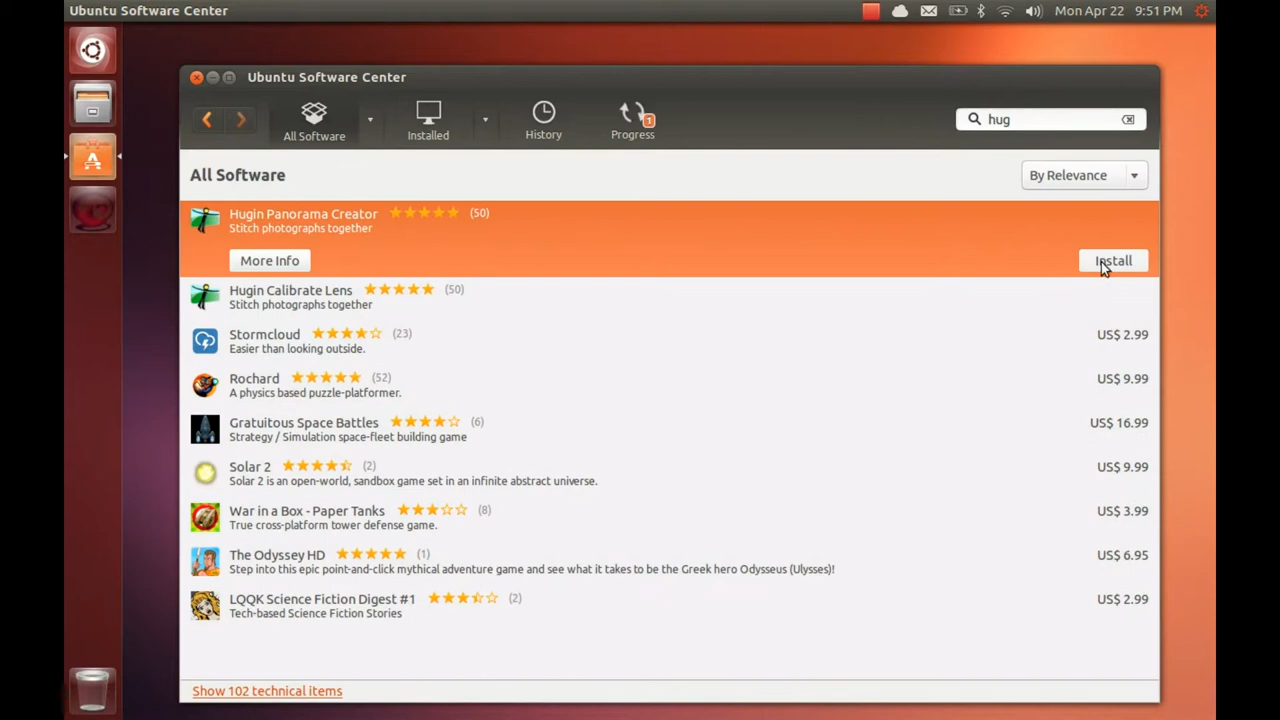 Ubuntu Software Center
Mon Apr 22 9:51 PM
Ubuntu Software Center
All Software
Installed
History
Progress
1
hug
All Software
By Relevance
Hugin Panorama Creator (50)
Stitch photographs together
More Info
Install
Hugin Calibrate Lens (50)
Stitch photographs together
Stormcloud (23)
US$ 2.99
Easier than looking outside.
Rochard (52)
US$ 9.99
A physics based puzzle-platformer.
Gratuitous Space Battles (6)
US$ 16.99
Strategy / Simulation space-fleet building game
Solar 2 (2)
US$ 9.99
Solar 2 is an open-world, sandbox game set in an infinite abstract universe.
War in a Box - Paper Tanks (8)
US$ 3.99
True cross-platform tower defense game.
The Odyssey HD (1)
US$ 6.95
Step into this epic point-and-click mythical adventure game and see what it takes to be the Greek hero Odysseus (Ulysses)!
LQQK Science Fiction Digest #1 (2)
US$ 2.99
Tech-based Science Fiction Stories
Show 102 technical items